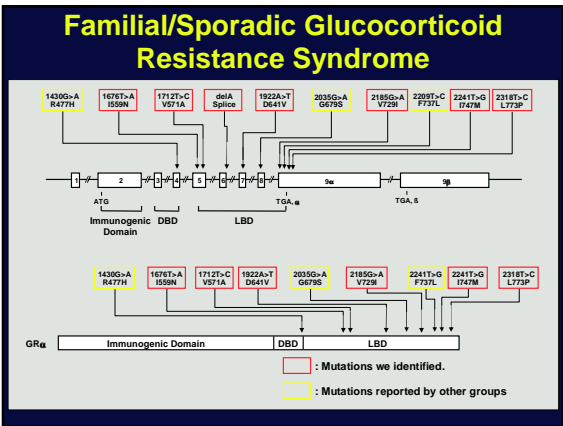 Familial/Sporadic Glucocorticoid
Resistance Syndrome
1430G>A
R477H
1676T>A
I559N
1712T>C
V571A
delA
Splice
1922A>T
D641V
2035G>A
G679S
2185G>A
V729I
2209T>C
F737L
2241T>G
I747M
2318T>C
L773P
1
2
3
4
5
6
7
8
9α
9β
ATG
TGA, α
TGA, ß
Immunogenic
Domain
DBD
LBD
1430G>A
R477H
1676T>A
I559N
1712T>C
V571A
1922A>T
D641V
2035G>A
G679S
2185G>A
V729I
2241T>G
F737L
2241T>G
I747M
2318T>C
L773P
GRα
Immunogenic Domain
DBD
LBD
: Mutations we identified.
: Mutations reported by other groups